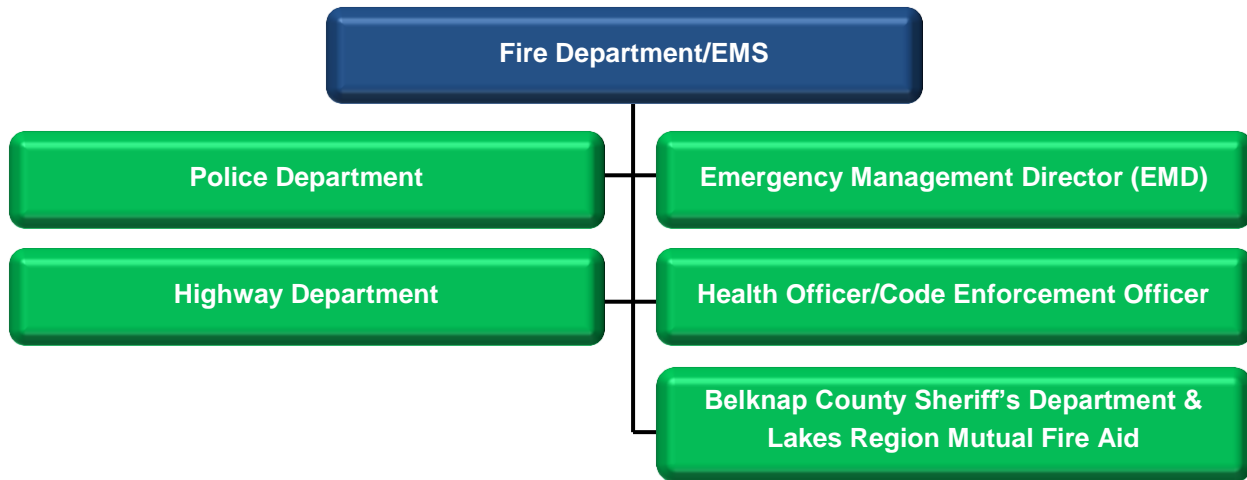 Fire Department/EMS
Police Department
Emergency Management Director (EMD)
Highway Department
Health Officer/Code Enforcement Officer
Belknap County Sheriff’s Department &
Lakes Region Mutual Fire Aid